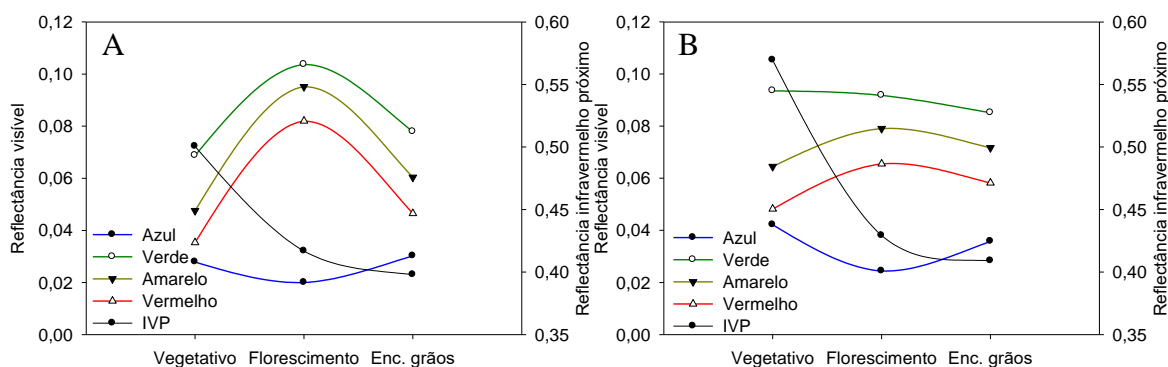 A
Reflectância visível
0,12
0,10
0,08
0,06
0,04
0,02
0,00
0,60
0,55
0,50
0,45
0,40
0,35
Reflectância infravermelho próximo
Azul
Verde
Amarelo
Vermelho
IVP
Vegetativo Florescimento Enc. grãos
B
Reflectância visível
0,12
0,10
0,08
0,06
0,04
0,02
0,00
0,60
0,55
0,50
0,45
0,40
0,35
Reflectância infravermelho próximo
Azul
Verde
Amarelo
Vermelho
IVP
Vegetativo Florescimento Enc. grãos